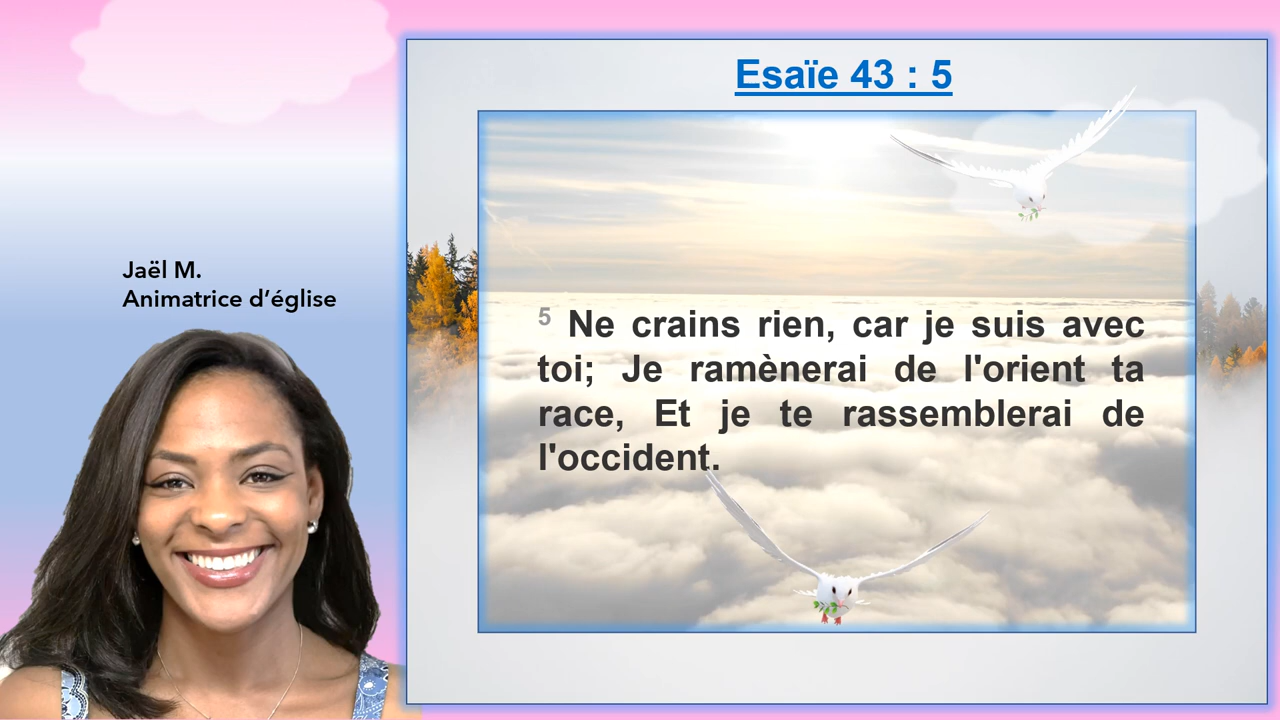 Esaïe 43 : 5
Jaël M.
Animatrice d’église
5 Ne crains rien, car je suis avec
toi; Je ramènerai de l'orient ta
race, Et je te rassemblerai de
l'occident.